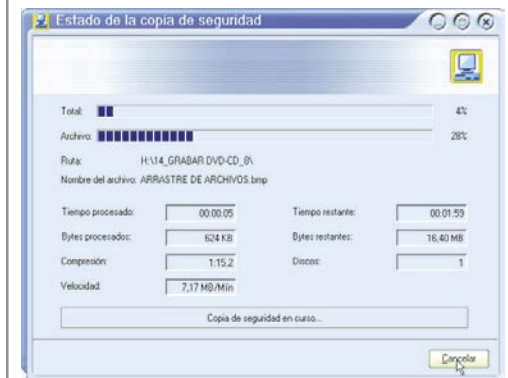 Estado de la copia de seguridad
Total: 4%
Archivo: 28%
Ruta: H:\14_GRABAR DVD-CD_8\
Nombre del archivo: ARRASTRE DE ARCHIVOS.bmp
Tiempo procesado: 00:00:05 Tiempo restante: 00:01:59
Bytes procesados: 624 KB Bytes restantes: 16,40 MB
Compresión: 1:15.2 Discos: 1
Velocidad: 7,17 MB/Mín
Copia de seguridad en curso...
Cancelar